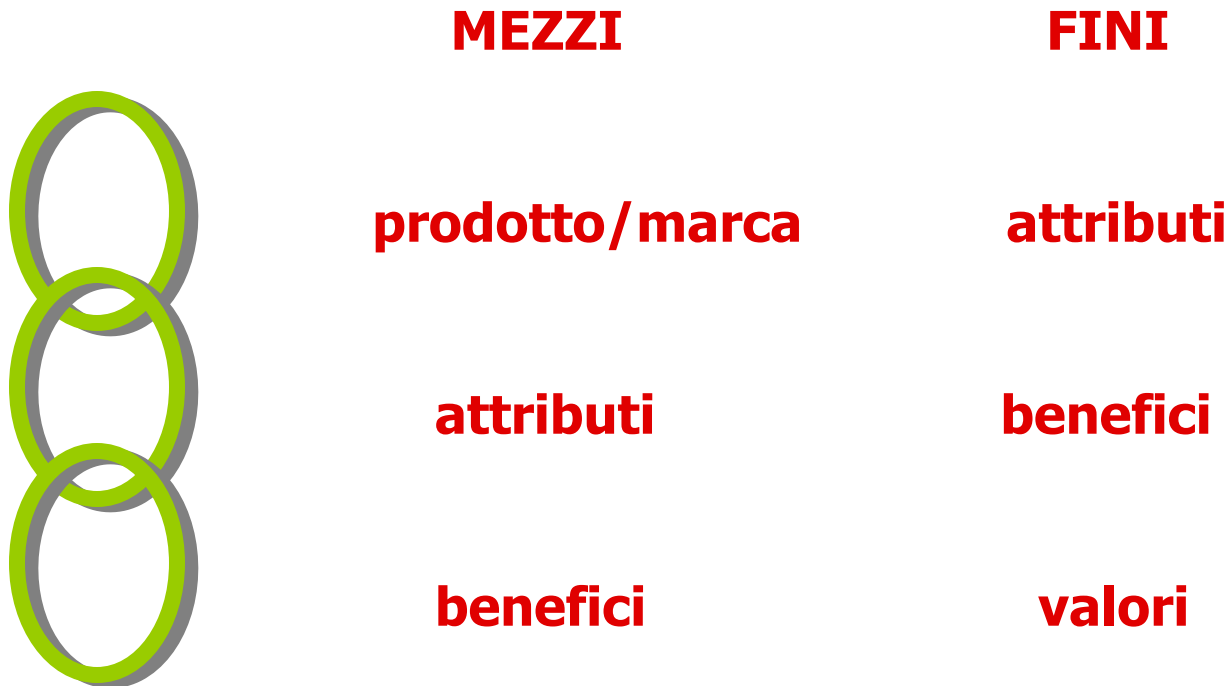 MEZZI FINI
prodotto/marca attributi
attributi benefici
benefici valori